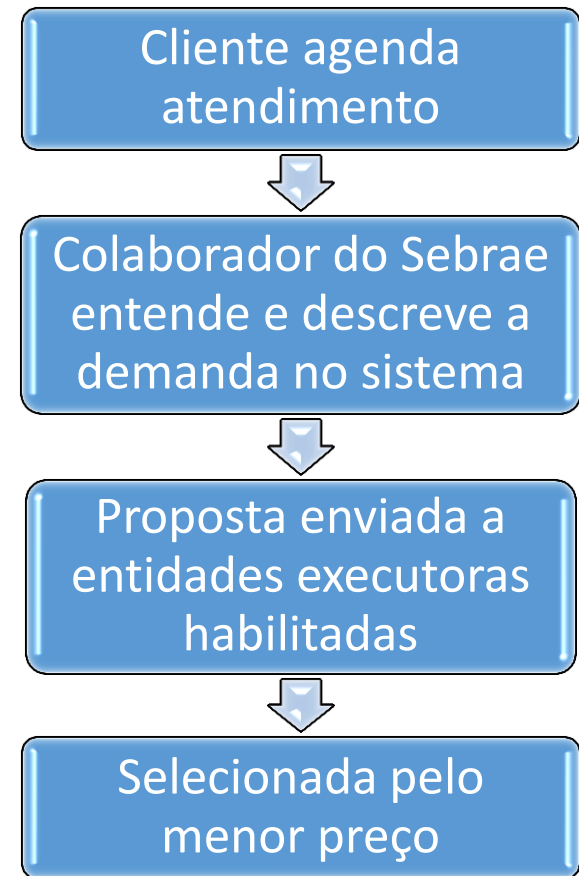 Cliente agenda
atendimento
Colaborador do Sebrae
entende e descreve a
demanda no sistema
Proposta enviada a
entidades executoras
habilitadas
Selecionada pelo
menor preço